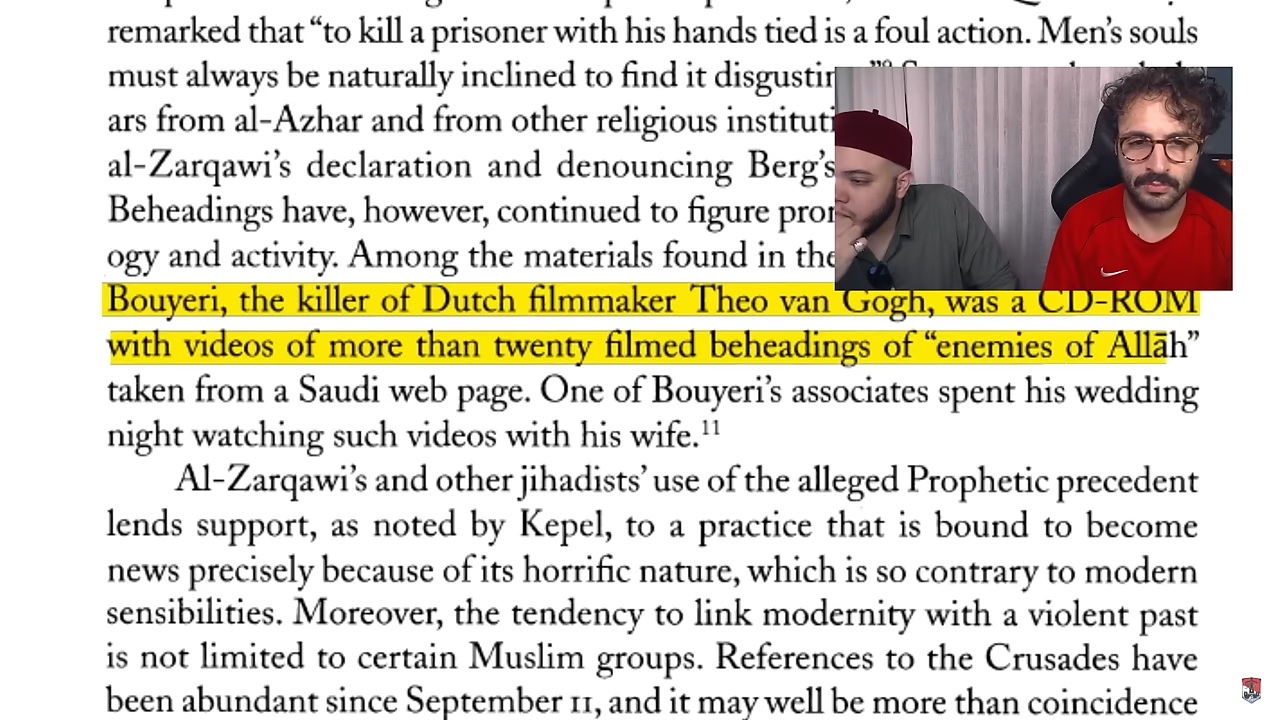 remarked that “to kill a prisoner with his hands tied is a foul action. Men’s souls
must always be naturally inclined to find it
ars from al-Azhar and from other religious
al-Zarqawi’s declaration and denouncing Berg’s
Beheadings have, however, continued to figure
ogy and activity. Among the materials found in the
Bouyeri, the killer of Dutch filmmaker Theo van Gogh, was a CD-ROM
with videos of more than twenty filmed beheadings of “enemies of Allāh”
taken from a Saudi web page. One of Bouyeri’s associates spent his wedding
night watching such videos with his wife.¹¹
Al-Zarqawi’s and other jihadists’ use of the alleged Prophetic precedent
lends support, as noted by Kepel, to a practice that is bound to become
news precisely because of its horrific nature, which is so contrary to modern
sensibilities. Moreover, the tendency to link modernity with a violent past
is not limited to certain Muslim groups. References to the Crusades have
been abundant since September 11, and it may well be more than coincidence